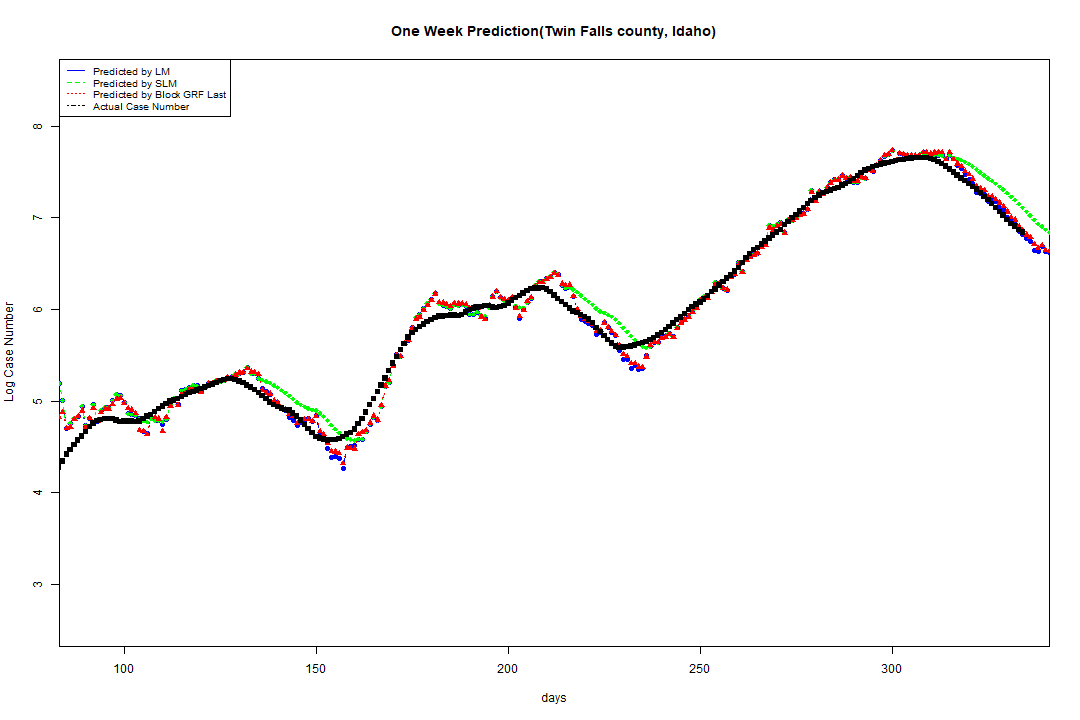 One Week Prediction(Twin Falls county, Idaho)
Predicted by LM
Predicted by SLM
Predicted by Block GRF Last
Actual Case Number
8
7
6
5
4
3
Log Case Number
100 150 200 250 300
days